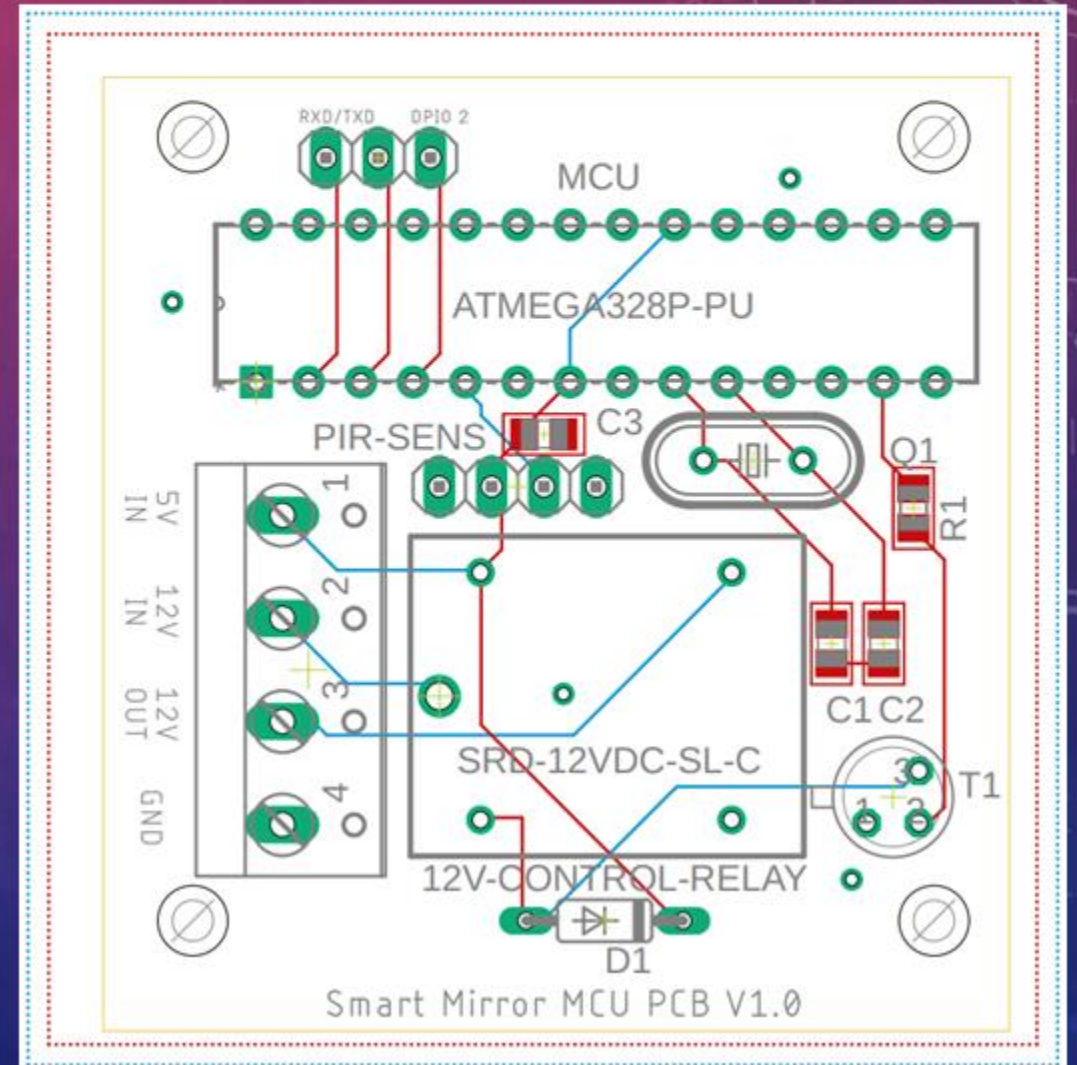 RXD/TXD DPIO 2
MCU
ATMEGA328P-PU
PIR-SENS
C3
Q1
R1
5V IN
1
12V IN
2
12V OUT
3
GND
4
C1 C2
SRD-12VDC-SL-C
3
1 2
T1
12V-CONTROL-RELAY
D1
Smart Mirror MCU PCB V1.0